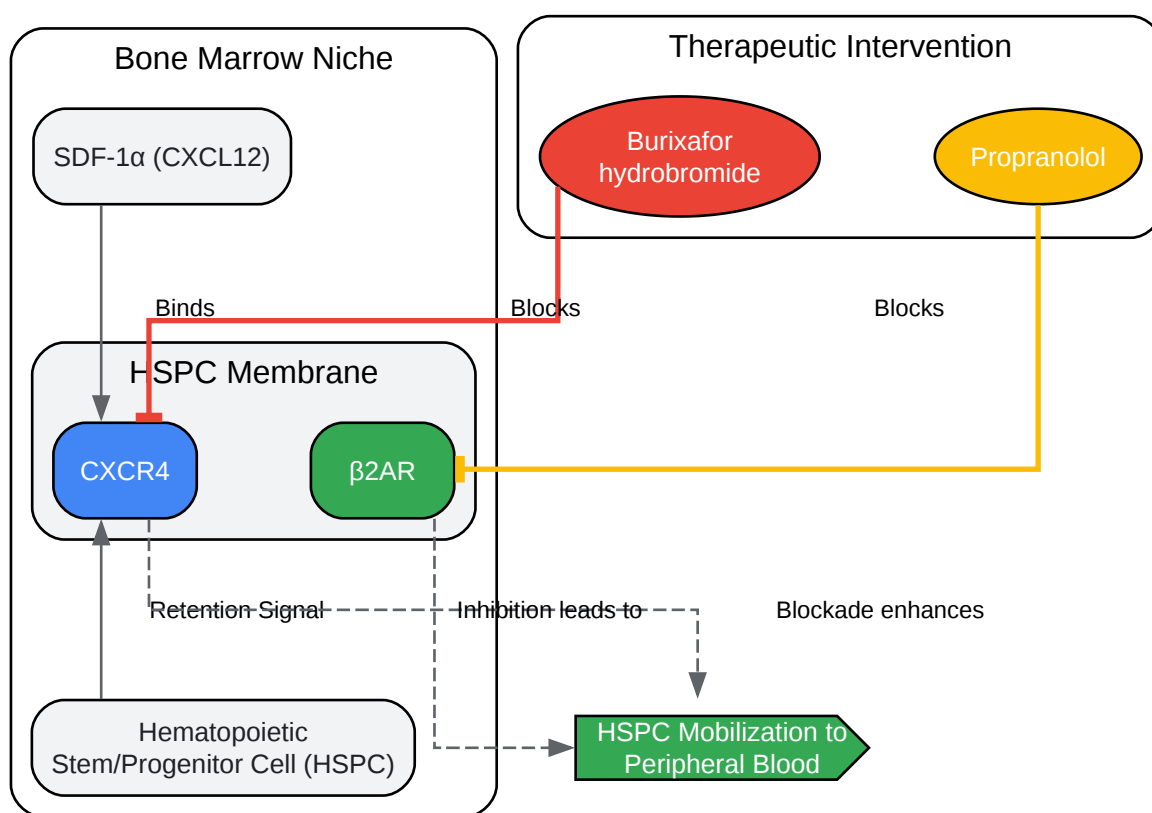 Bone Marrow Niche
Therapeutic Intervention
SDF-1α (CXCL12)
Burixafor
hydrobromide
Propranolol
Binds
Blocks
Blocks
HSPC Membrane
CXCR4
β2AR
Retention Signal
Inhibition leads to
Blockade enhances
Hematopoietic
Stem/Progenitor Cell (HSPC)
HSPC Mobilization to
Peripheral Blood